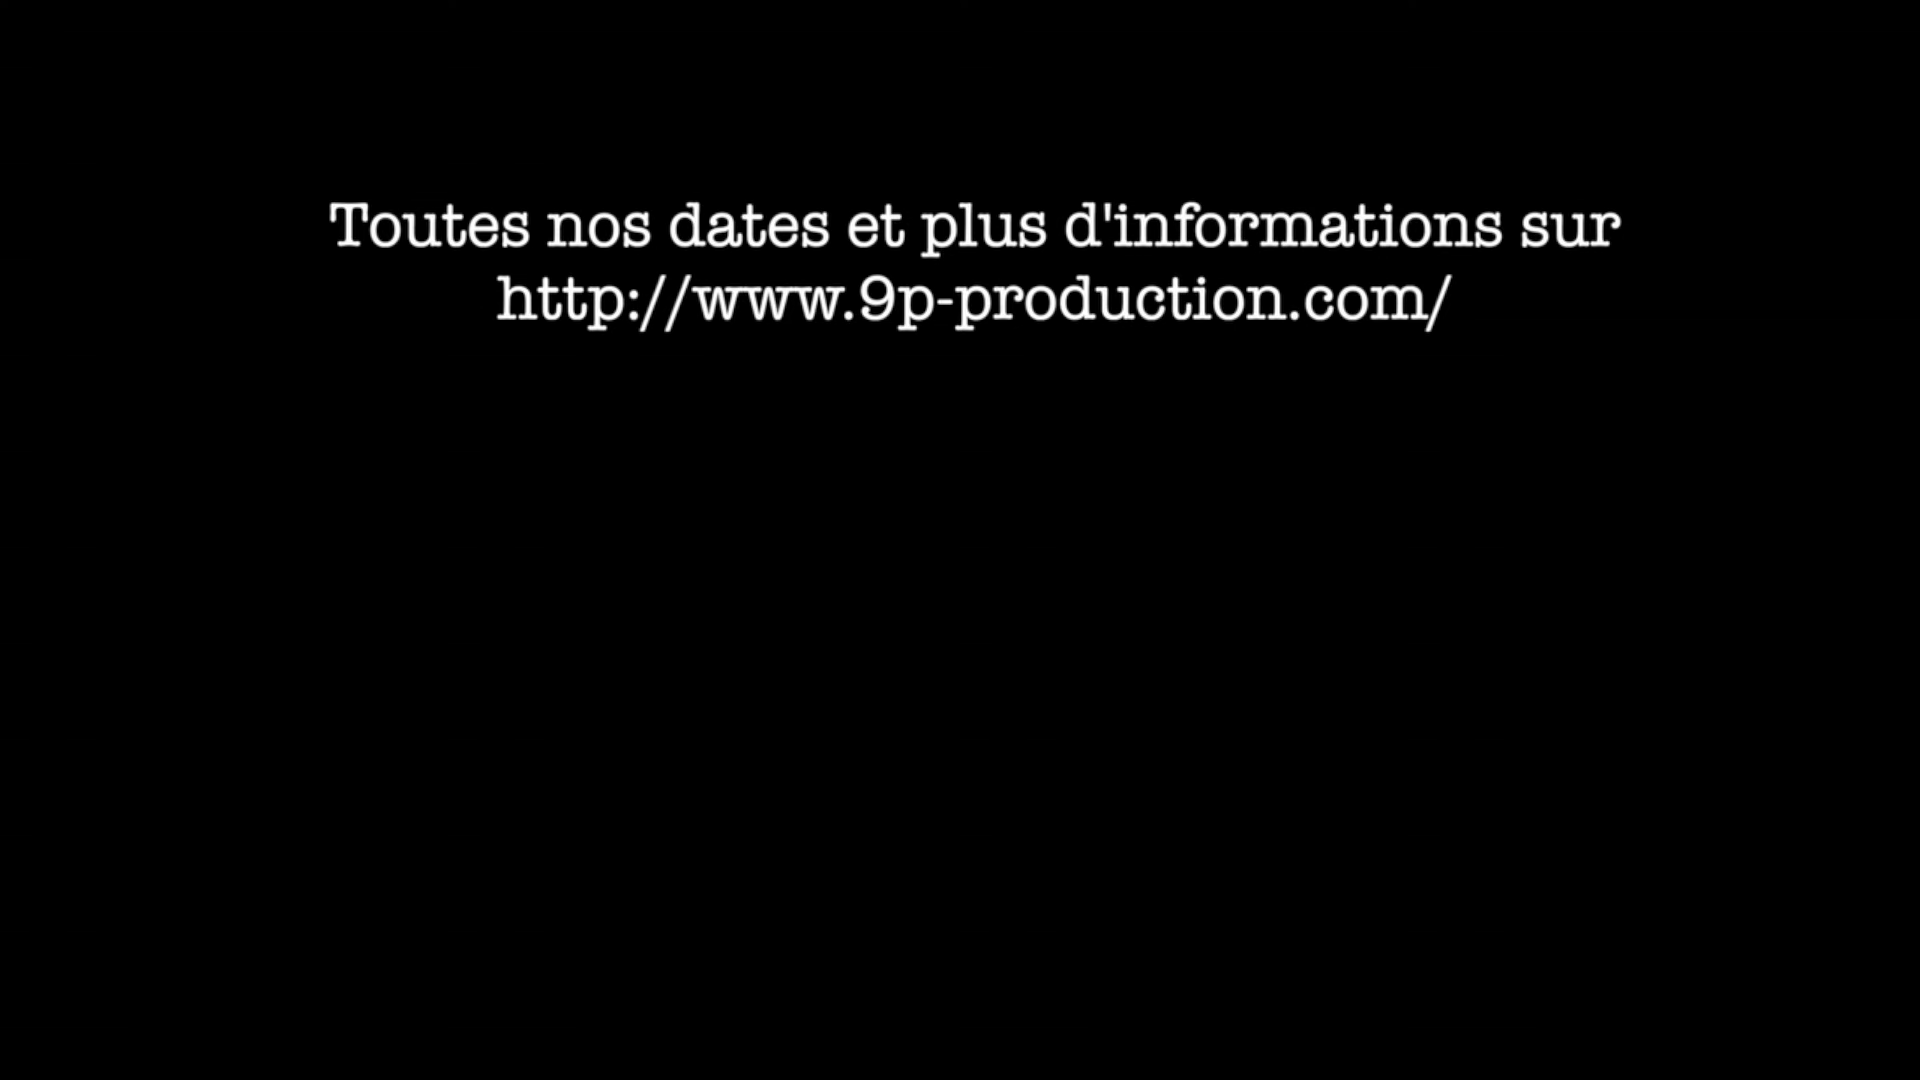 Toutes nos dates et plus d'informations sur
http://www.9p-production.com/